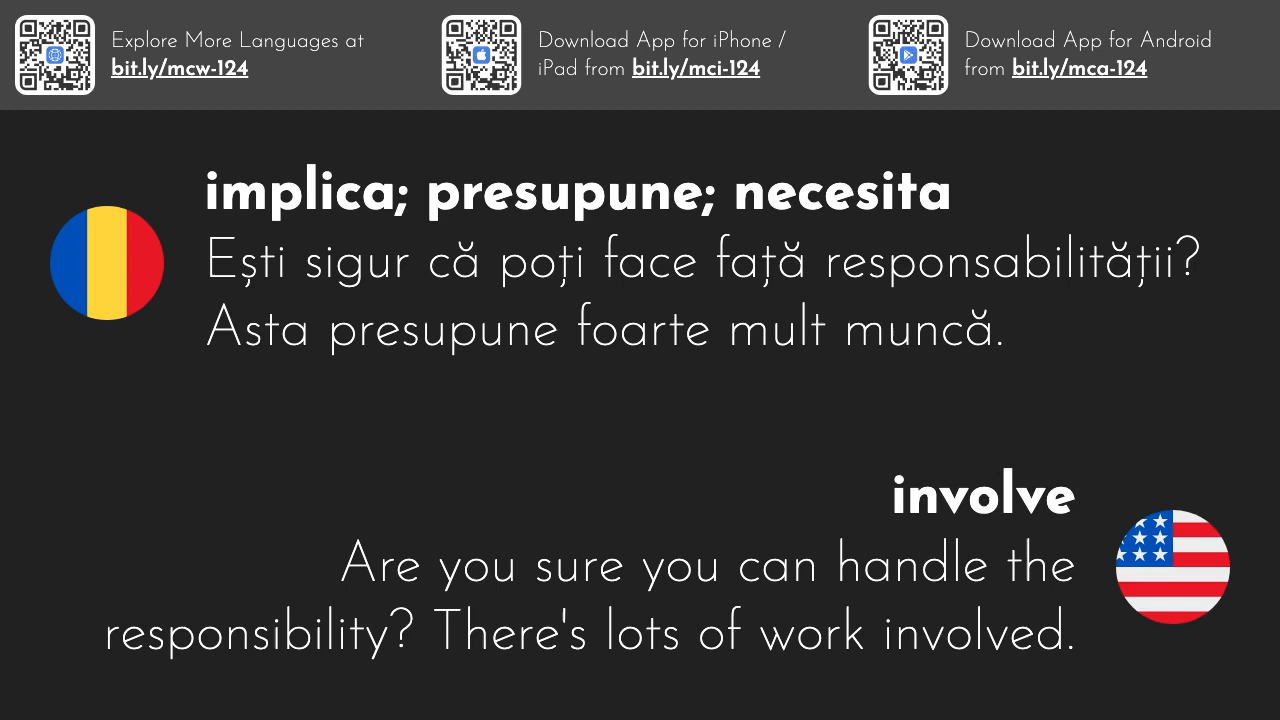 Explore More Languages at
bit.ly/mcw-124
Download App for iPhone /
iPad from bit.ly/mci-124
Download App for Android
from bit.ly/mca-124
implica; presupune; necesita
Ești sigur că poți face față responsabilității?
Asta presupune foarte mult muncă.
involve
Are you sure you can handle the
responsibility? There's lots of work involved.